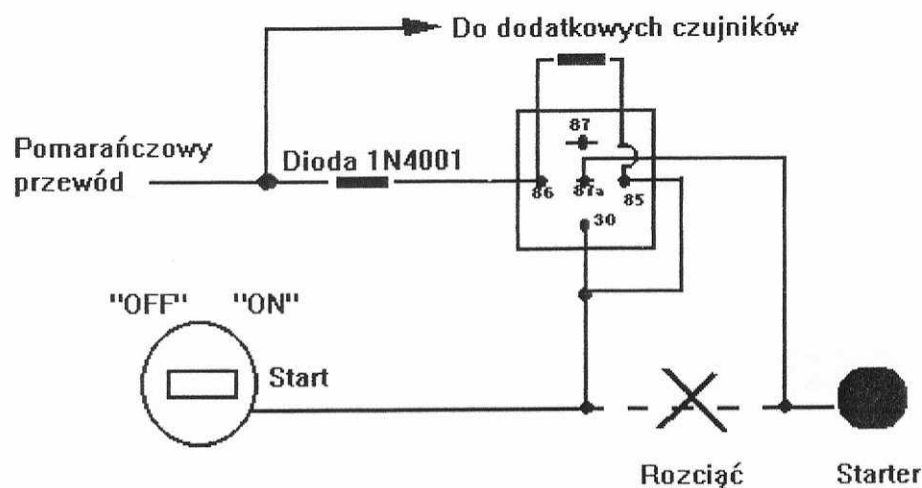 Do dodatkowych czujników
87
Pomarańczowy
przewód
Dioda 1N4001
86
87a
85
30
"OFF" "ON"
Start
Rozciąć
Starter